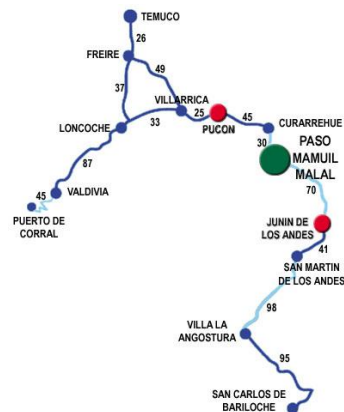 TEMUCO
26
FREIRE
49
37
VILLARRICA
25
45
CURARREHUE
33
PUCON
LONCOCHE
30
PASO
MAMUIL
MALAL
87
70
45
VALDIVIA
PUERTO DE
CORRAL
JUNIN DE
LOS ANDES
41
SAN MARTIN
DE LOS ANDES
98
VILLA LA
ANGOSTURA
95
SAN CARLOS DE
BARILOCHE